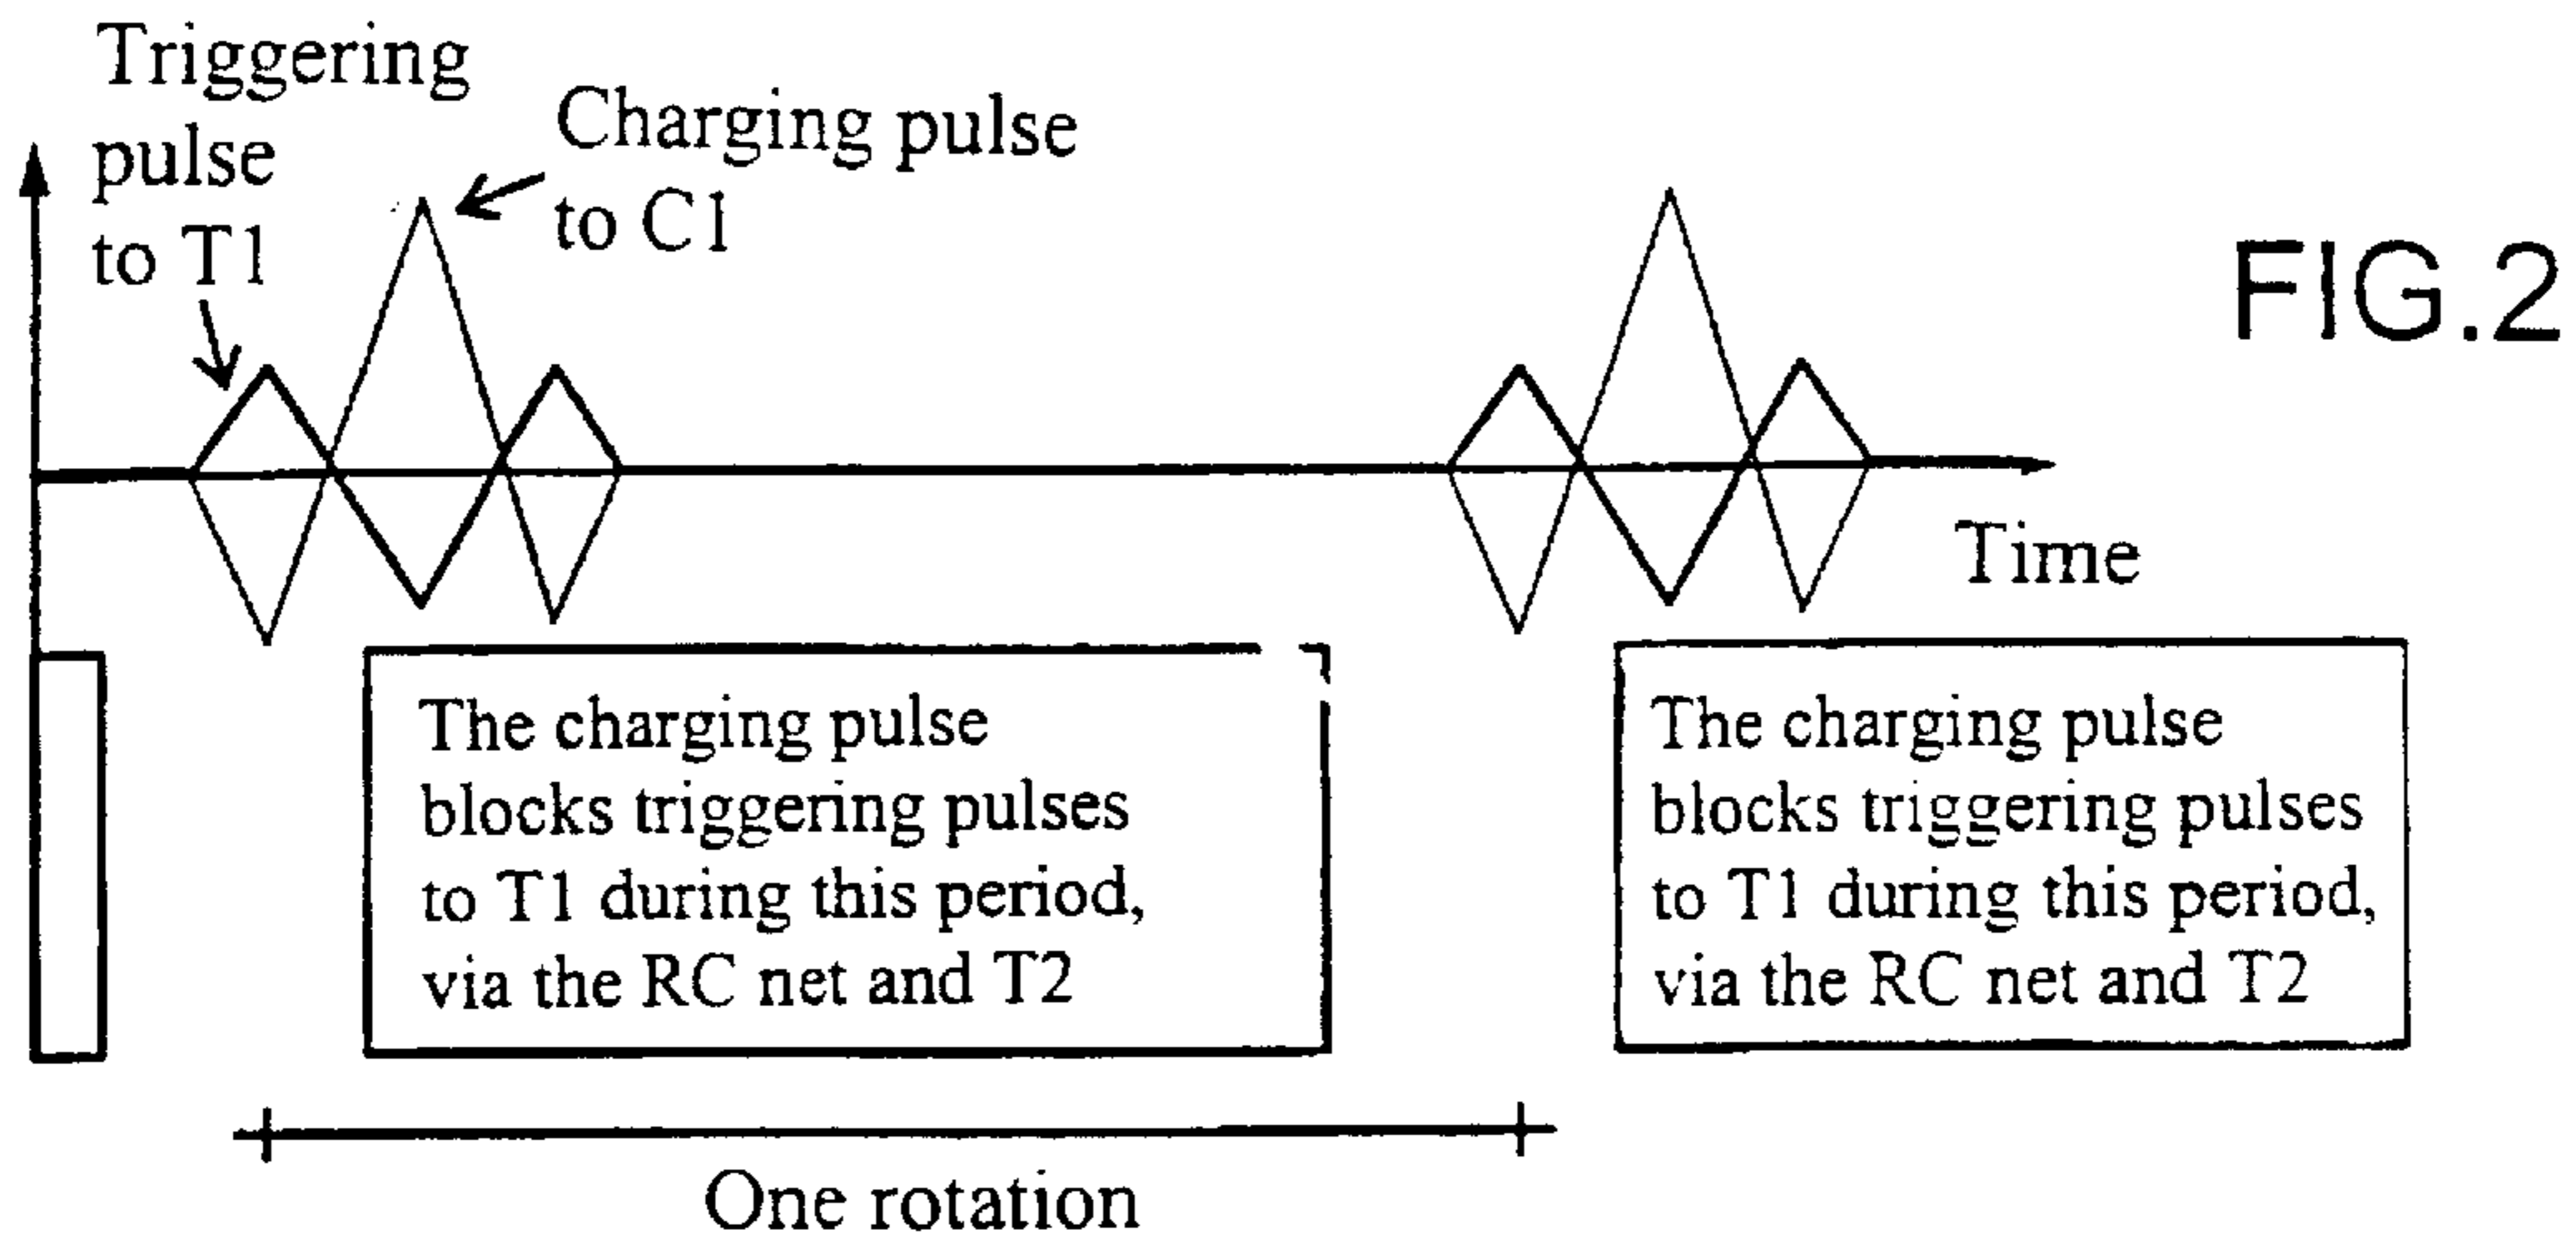 Triggering
pulse
to T1
Charging pulse
to C1
FIG.2
Time
The charging pulse
blocks triggering pulses
to T1 during this period,
via the RC net and T2
The charging pulse
blocks triggering pulses
to T1 during this period,
via the RC net and T2
One rotation